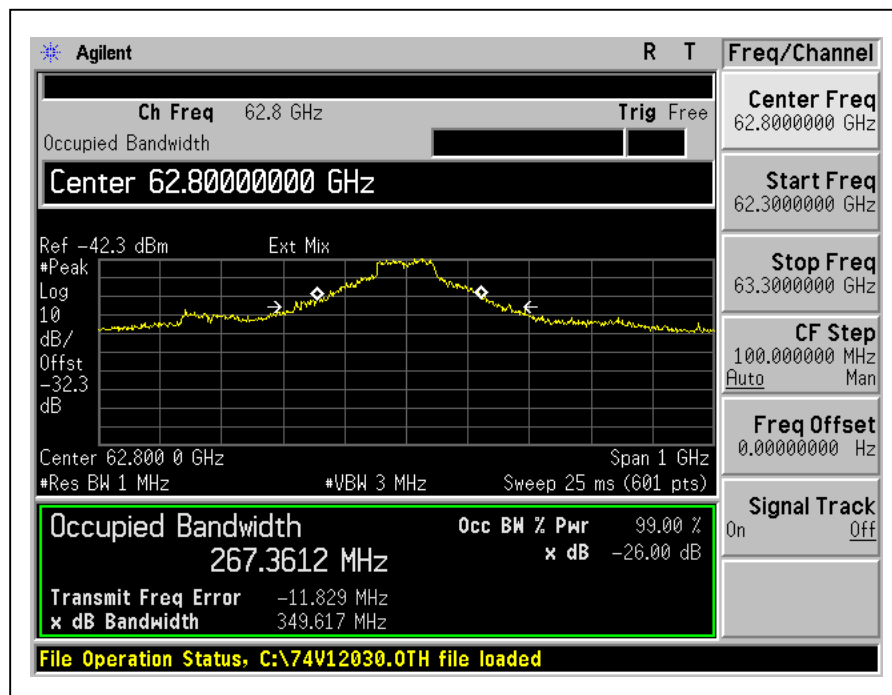 Agilent R T Freq/Channel
Ch Freq 62.8 GHz Trig Free
Occupied Bandwidth
Center 62.80000000 GHz
Ref -42.3 dBm Ext Mix
#Peak
Log
10
dB/
Offst
-32.3
dB
Center 62.800 0 GHz Span 1 GHz
#Res BW 1 MHz #VBW 3 MHz Sweep 25 ms (601 pts)
Occupied Bandwidth Occ BW % Pwr 99.00 %
267.3612 MHz x dB -26.00 dB
Transmit Freq Error -11.829 MHz
x dB Bandwidth 349.617 MHz
File Operation Status, C:\74V12030.OTH file loaded
Center Freq
62.8000000 GHz
Start Freq
62.3000000 GHz
Stop Freq
63.3000000 GHz
CF Step
100.000000 MHz
Auto Man
Freq Offset
0.00000000 Hz
Signal Track
On Off